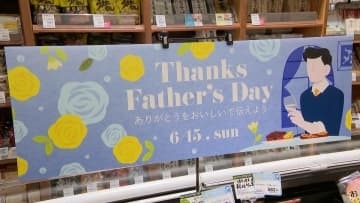 Thanks
Father's Day
ありがとうをおいしいで伝えよう
6.15. sun